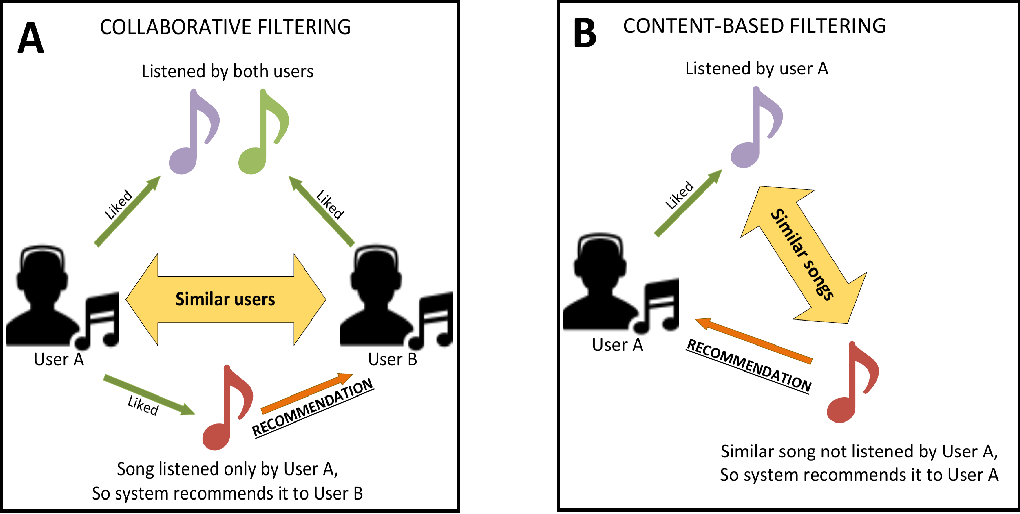 A
COLLABORATIVE FILTERING
Listened by both users
Liked
Liked
Similar users
User A
User B
Liked
RECOMMENDATION
Song listened only by User A,
So system recommends it to User B
B
CONTENT-BASED FILTERING
Listened by user A
Liked
Similar songs
User A
RECOMMENDATION
Similar song not listened by User A,
So system recommends it to User A